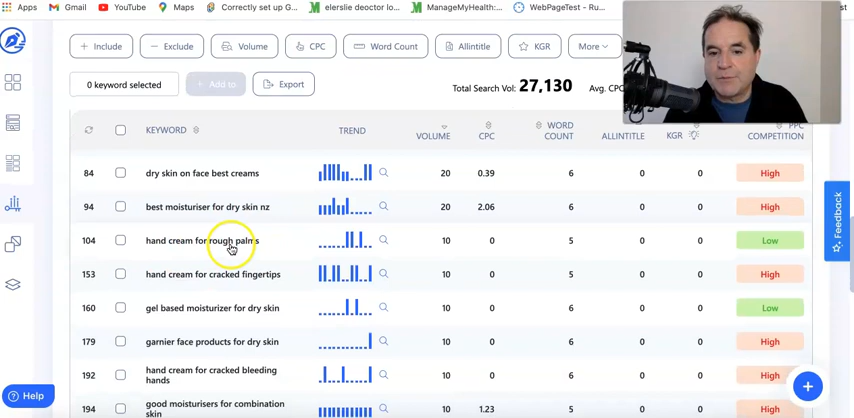 Apps
Gmail
YouTube
Maps
Correctly set up G...
elerslie deoctor lo...
ManageMyHealth:...
WebPageTest - Ru...
+ Include
− Exclude
Volume
CPC
Word Count
Allintitle
KGR
More
0 keyword selected
+ Add to
Export
Total Search Vol: 27,130
Avg. CPC
KEYWORD
TREND
VOLUME
CPC
WORD COUNT
ALLINTITLE
KGR
PPC COMPETITION
84 dry skin on face best creams 20 0.39 6 0 0 High
94 best moisturiser for dry skin nz 20 2.06 6 0 0 High
104 hand cream for rough palms 10 0 5 0 0 Low
153 hand cream for cracked fingertips 10 0 5 0 0 High
160 gel based moisturizer for dry skin 10 0 6 0 0 Low
179 garnier face products for dry skin 10 0 6 0 0 High
192 hand cream for cracked bleeding hands 10 0 6 0 0 High
194 good moisturisers for combination skin 10 1.23 5 0 0 High
Feedback
Help